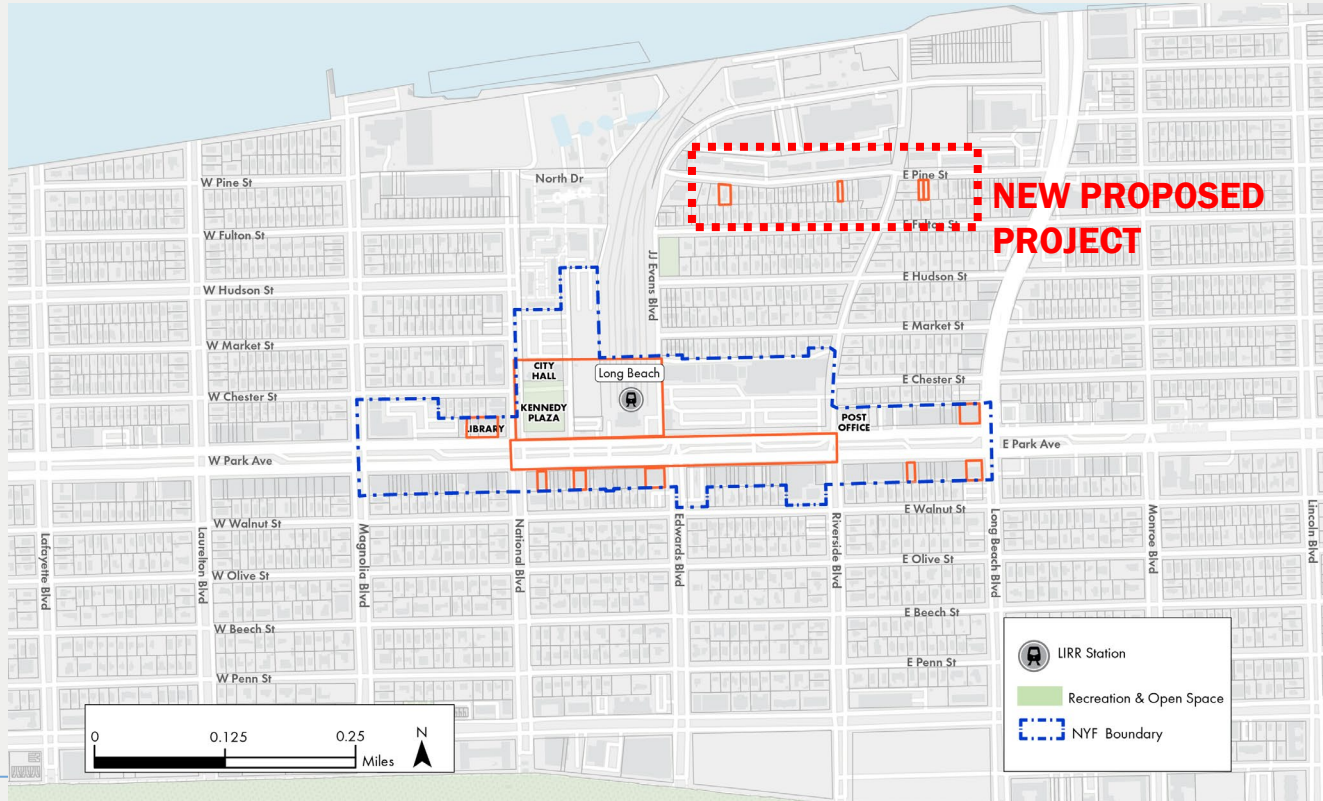 W Pine St
North Dr
E Pine St
NEW PROPOSED
PROJECT
W Fulton St
E Fulton St
JJ Evans Blvd
W Hudson St
E Hudson St
W Market St
E Market St
CITY
HALL
Long Beach
W Chester St
E Chester St
KENNEDY
PLAZA
LIBRARY
POST
OFFICE
W Park Ave
E Park Ave
W Walnut St
E Walnut St
Lafayette Blvd
Laurelton Blvd
Magnolia Blvd
National Blvd
Edwards Blvd
Riverside Blvd
Long Beach Blvd
Monroe Blvd
Lincoln Blvd
W Olive St
E Olive St
W Beech St
E Beech St
W Penn St
E Penn St
LIRR Station
Recreation & Open Space
NYF Boundary
0 0.125 0.25
Miles
N